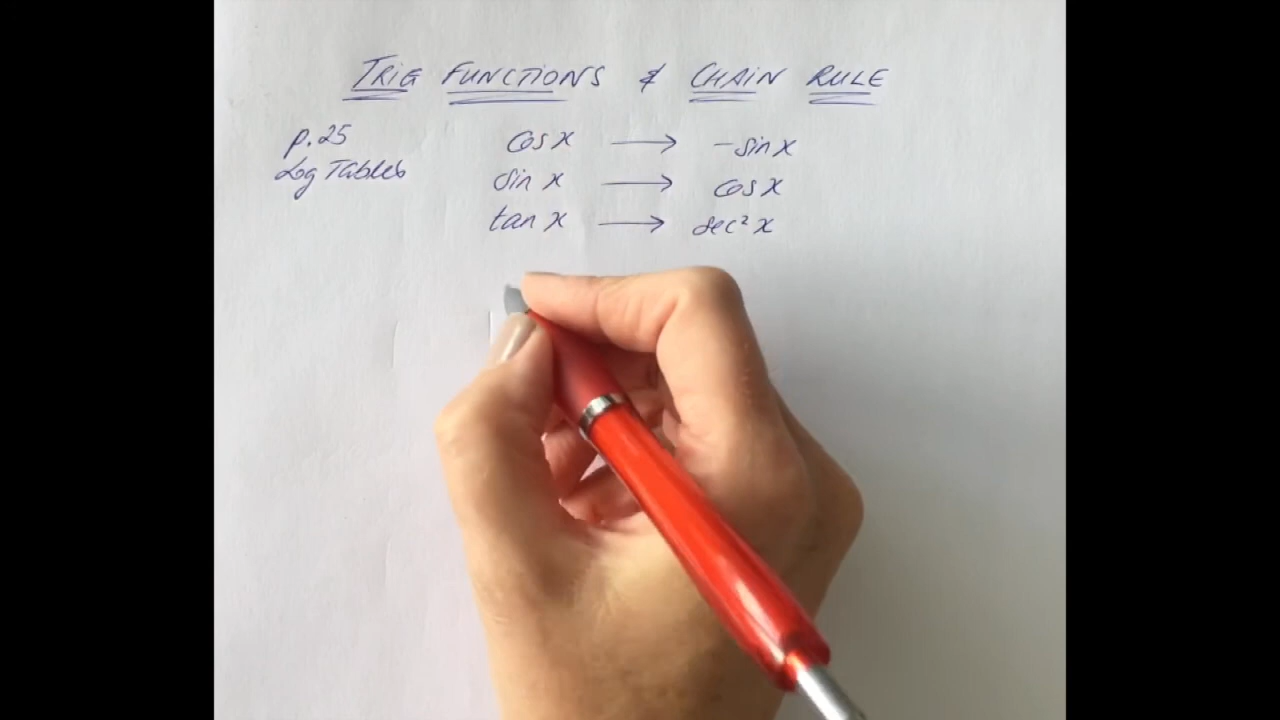 TRIG FUNCTIONS & CHAIN RULE
p.25
Log Tables
cos x → -sin x
sin x → cos x
tan x → sec² x